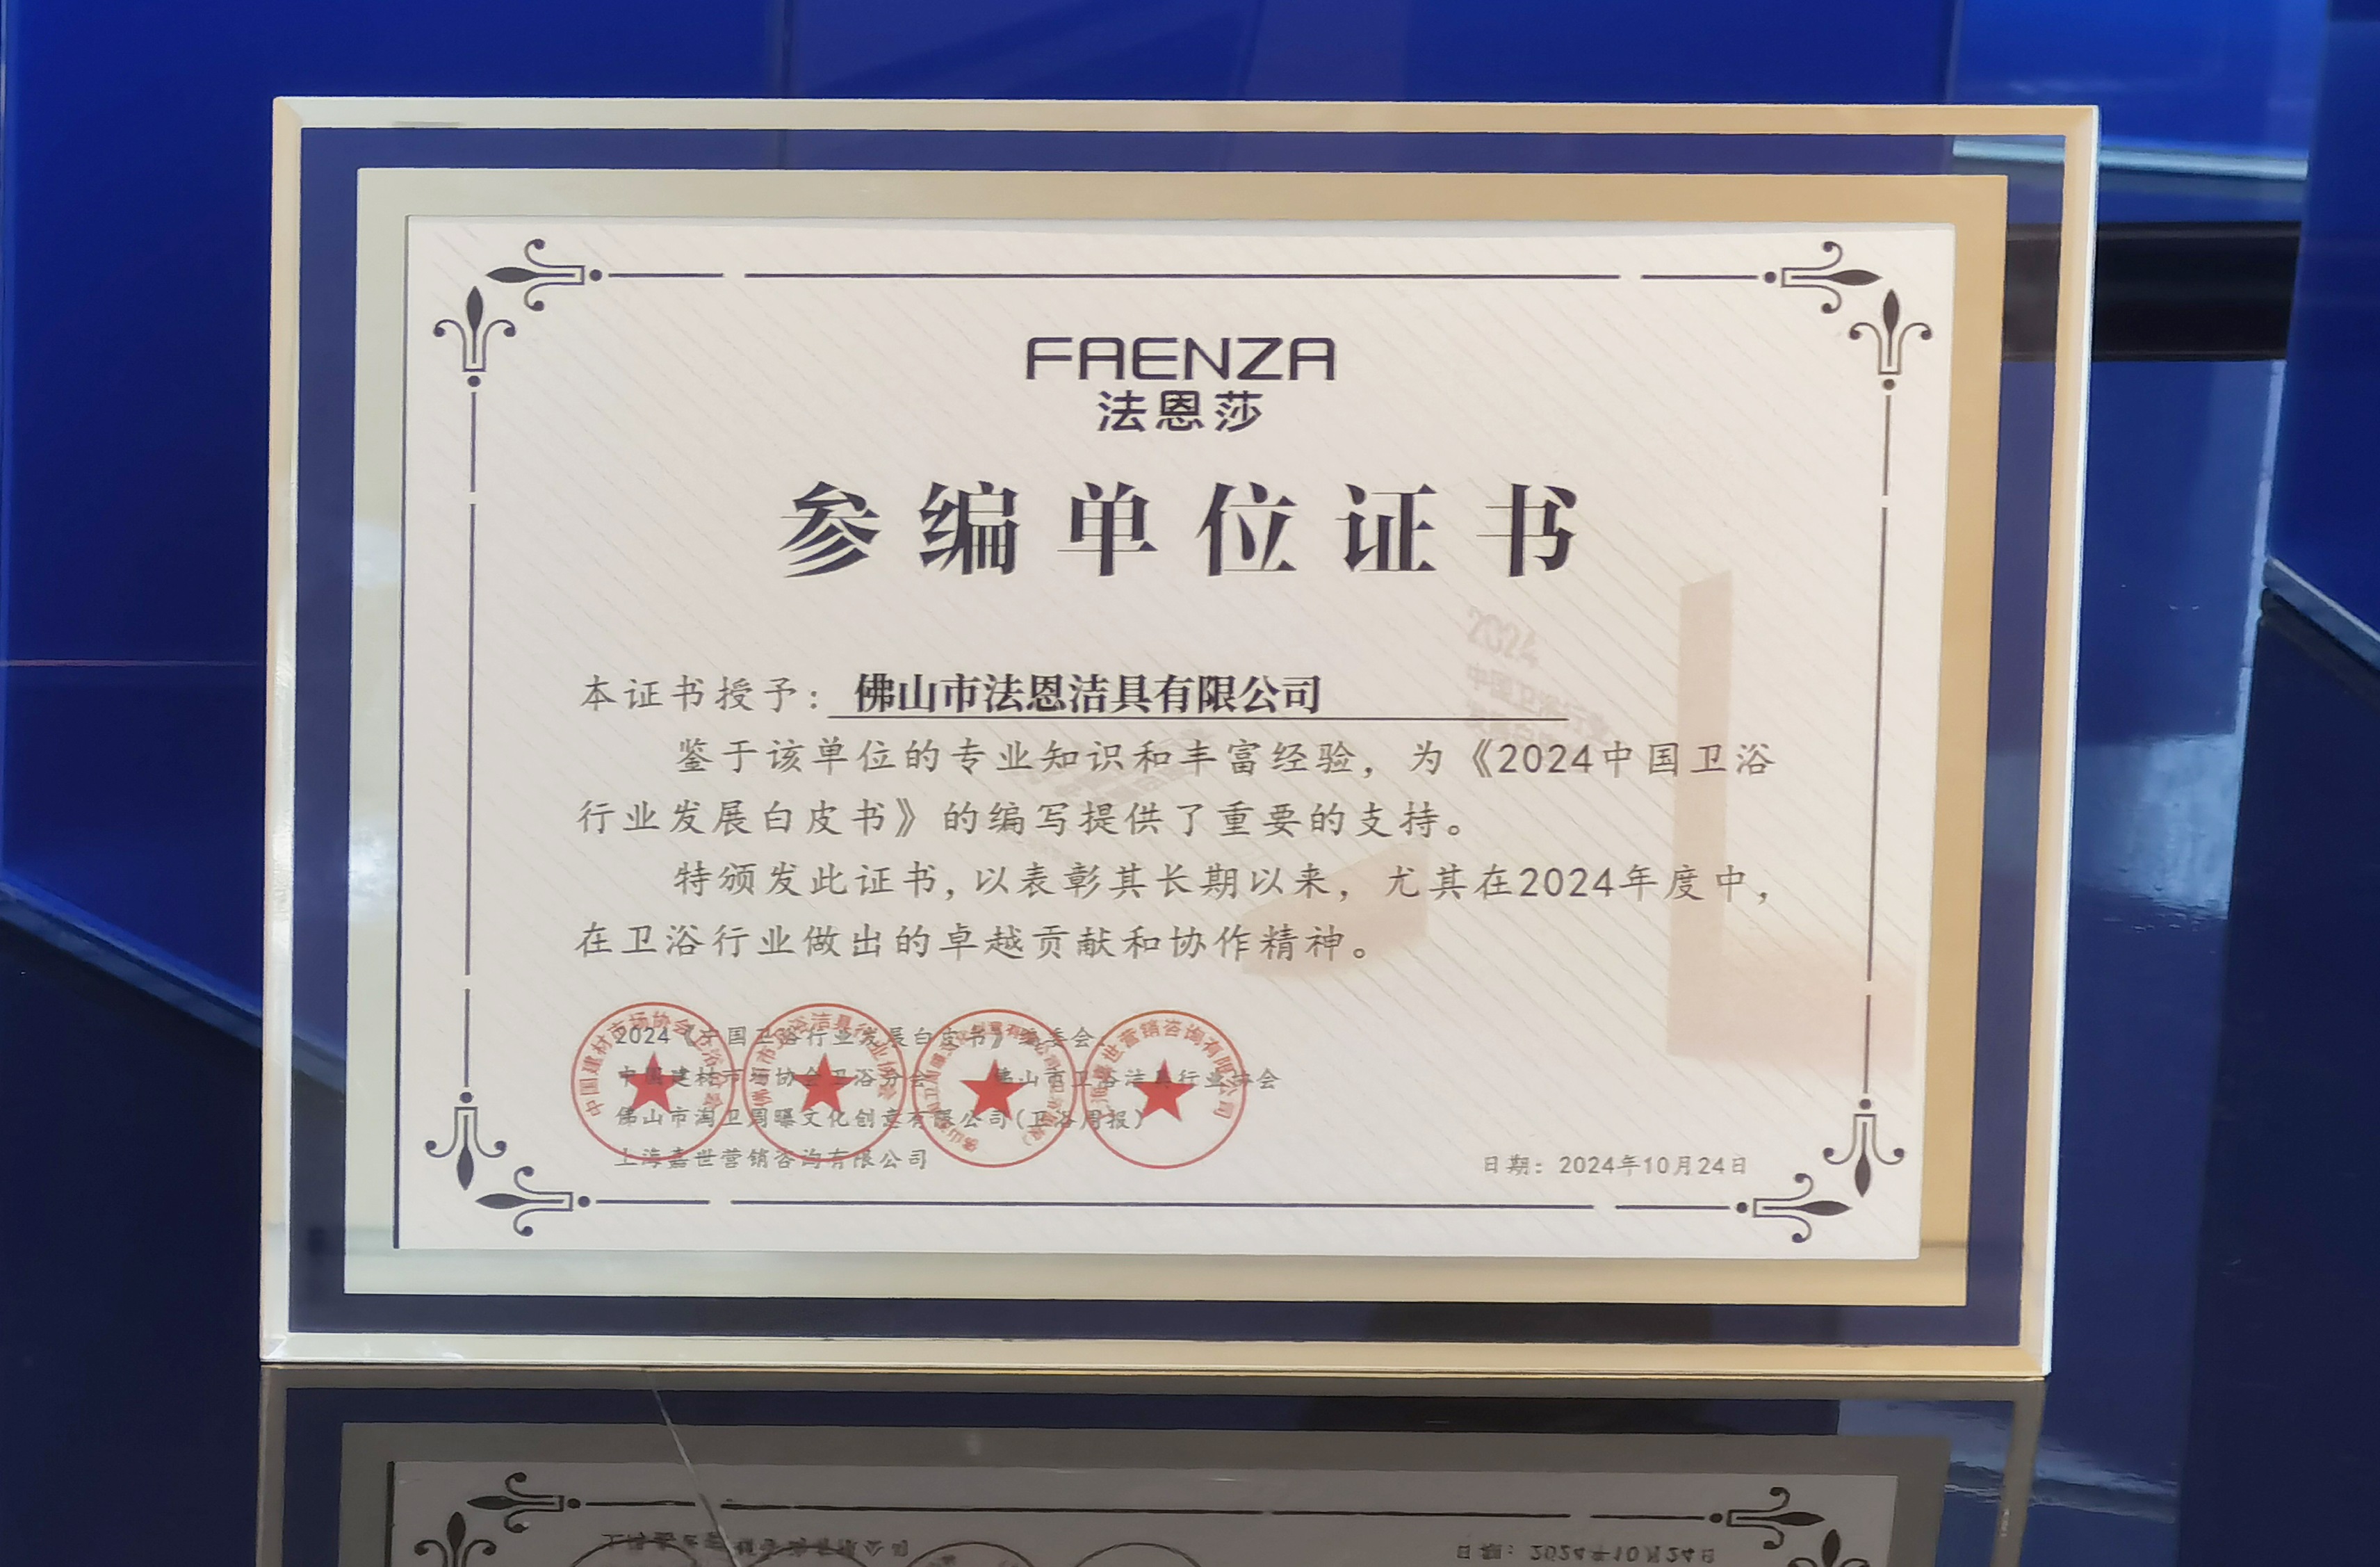 FAENZA
法恩莎
参编单位证书
2024
本证书授予：佛山市法恩洁具有限公司
鉴于该单位的专业知识和丰富经验，为《2024中国卫浴
行业发展白皮书》的编写提供了重要的支持。
特颁发此证书，以表彰其长期以来，尤其在2024年度中，
在卫浴行业做出的卓越贡献和协作精神。
2024《中国卫浴行业发展白皮书》编委会：
中国建材市场协会卫浴分会 佛山市卫浴洁具行业协会
佛山市淘卫周曝文化创意有限公司(卫浴周报)
上海嘉世营销咨询有限公司
日期：2024年10月24日